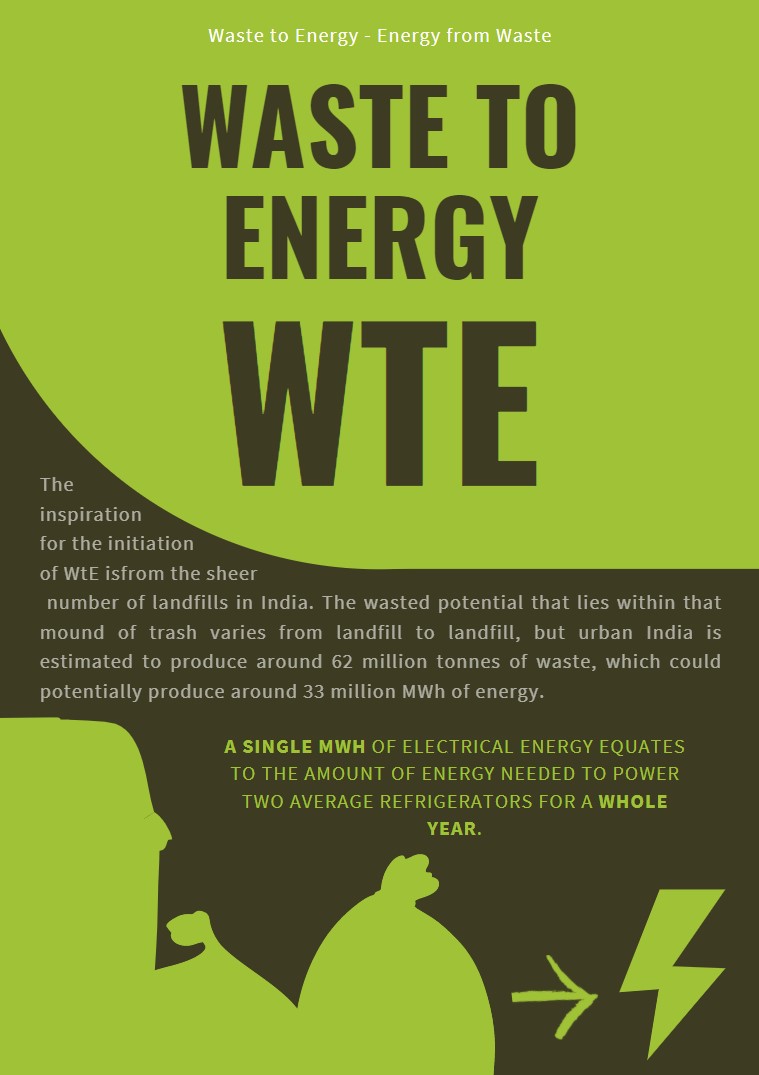 Waste to Energy - Energy from Waste
WASTE TO
ENERGY
WTE
The
inspiration
for the initiation
of WtE isfrom the sheer
number of landfills in India. The wasted potential that lies within that
mound of trash varies from landfill to landfill, but urban India is
estimated to produce around 62 million tonnes of waste, which could
potentially produce around 33 million MWh of energy.
A SINGLE MWH OF ELECTRICAL ENERGY EQUATES
TO THE AMOUNT OF ENERGY NEEDED TO POWER
TWO AVERAGE REFRIGERATORS FOR A WHOLE
YEAR.